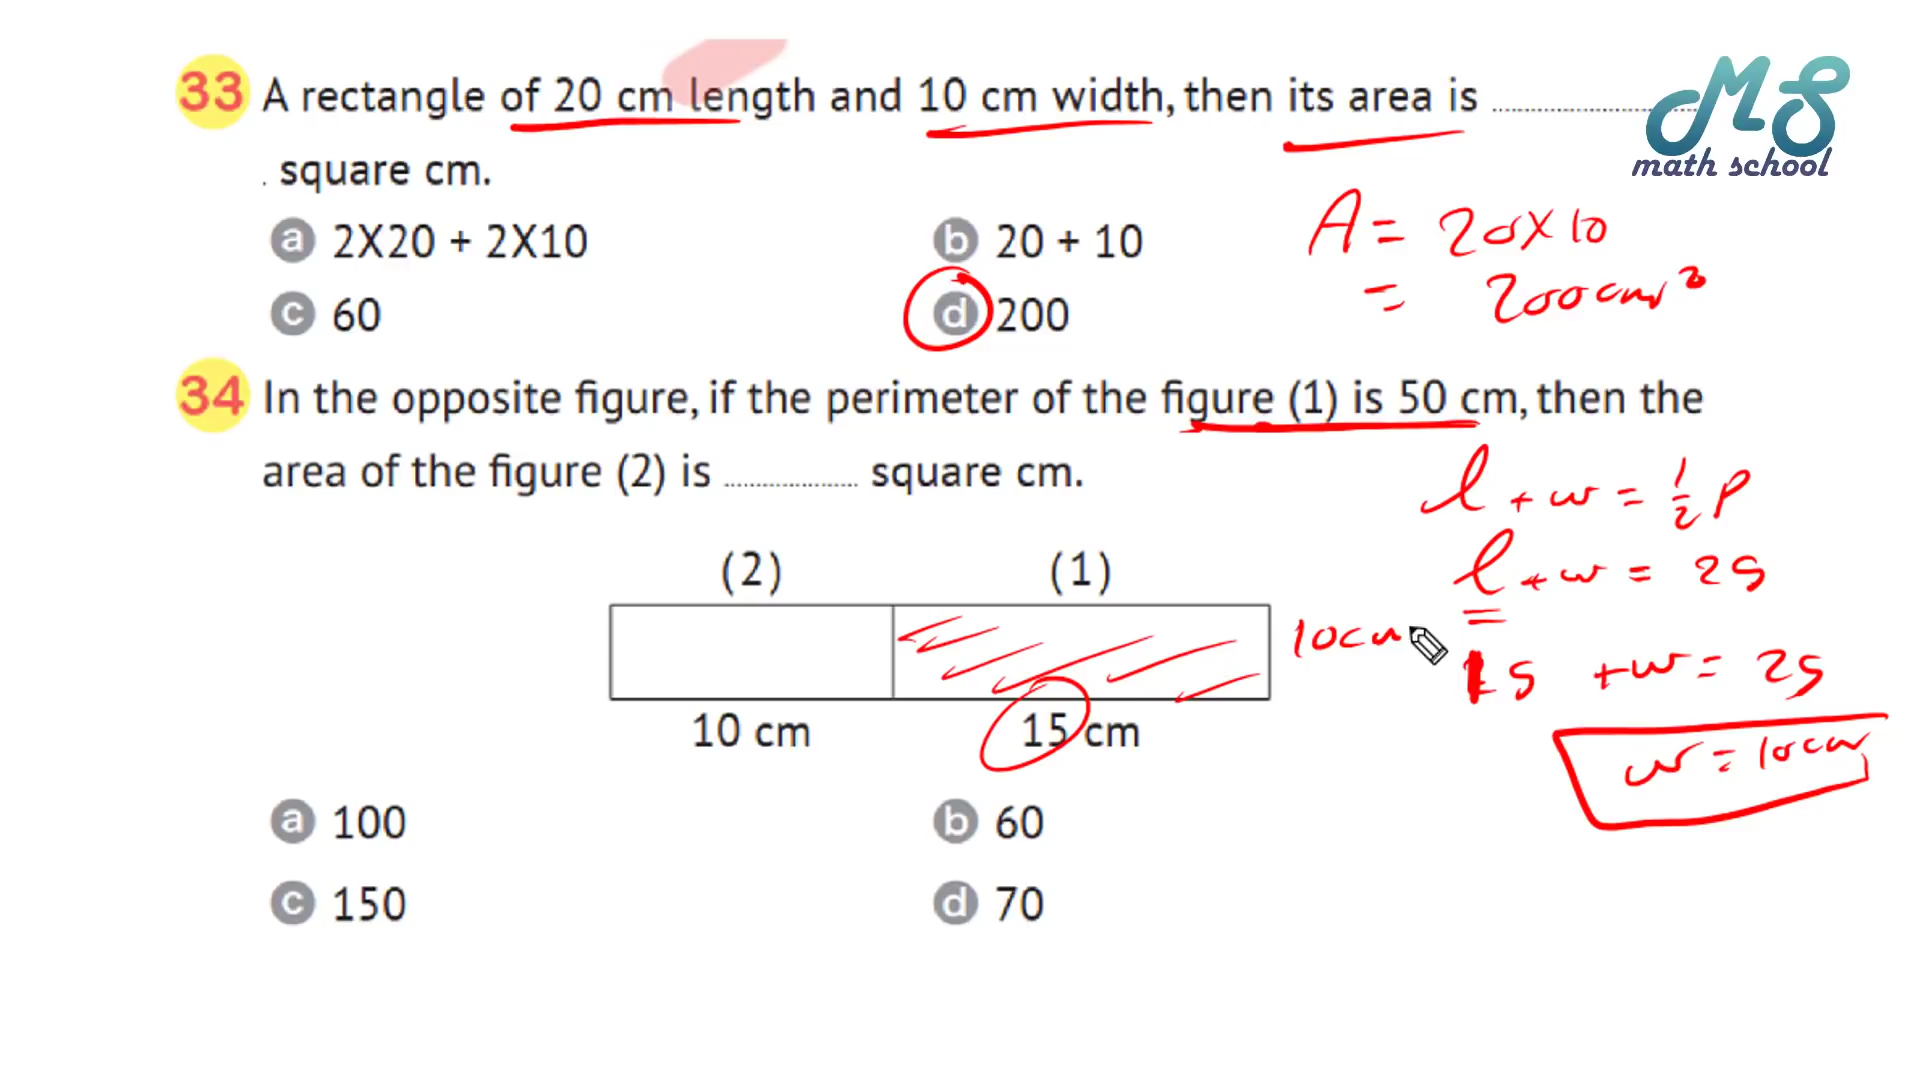 33 A rectangle of 20 cm length and 10 cm width, then its area is ....................
. square cm.
a 2X20 + 2X10
b 20 + 10
c 60
d 200
A = 20X10
= 200cm²
MS
math school
34 In the opposite figure, if the perimeter of the figure (1) is 50 cm, then the
area of the figure (2) is .................... square cm.
l + w = 1/2 P
l + w = 25
15 + w = 25
w = 10cm
(2) (1)
10cm
10 cm 15 cm
a 100
b 60
c 150
d 70